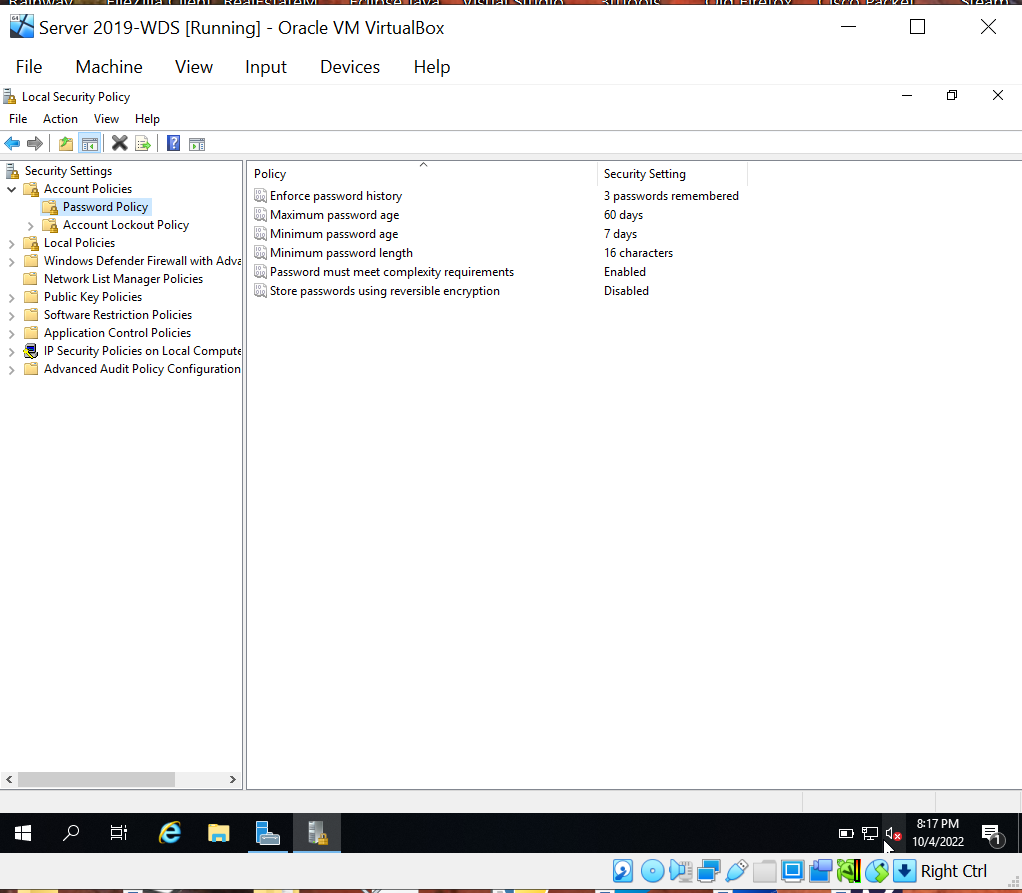 Server 2019-WDS [Running] - Oracle VM VirtualBox
File Machine View Input Devices Help
Local Security Policy
File Action View Help
Security Settings
Account Policies
Password Policy
Account Lockout Policy
Local Policies
Windows Defender Firewall with Adva
Network List Manager Policies
Public Key Policies
Software Restriction Policies
Application Control Policies
IP Security Policies on Local Compute
Advanced Audit Policy Configuration
Policy Security Setting
Enforce password history 3 passwords remembered
Maximum password age 60 days
Minimum password age 7 days
Minimum password length 16 characters
Password must meet complexity requirements Enabled
Store passwords using reversible encryption Disabled
8:17 PM
10/4/2022
1
Right Ctrl